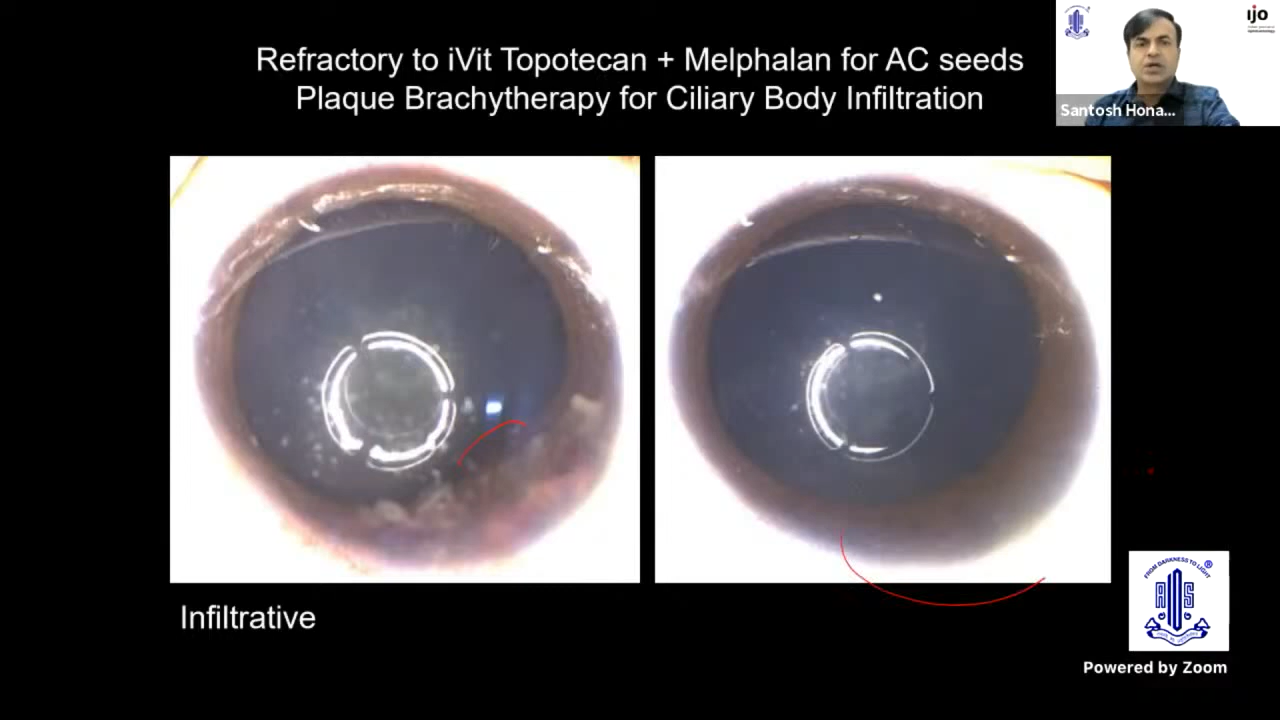 Refractory to iVit Topotecan + Melphalan for AC seeds
Plaque Brachytherapy for Ciliary Body Infiltration
Santosh Hona...
ijo
Infiltrative
FROM DARKNESS TO LIGHT
®
AIOS
Powered by Zoom